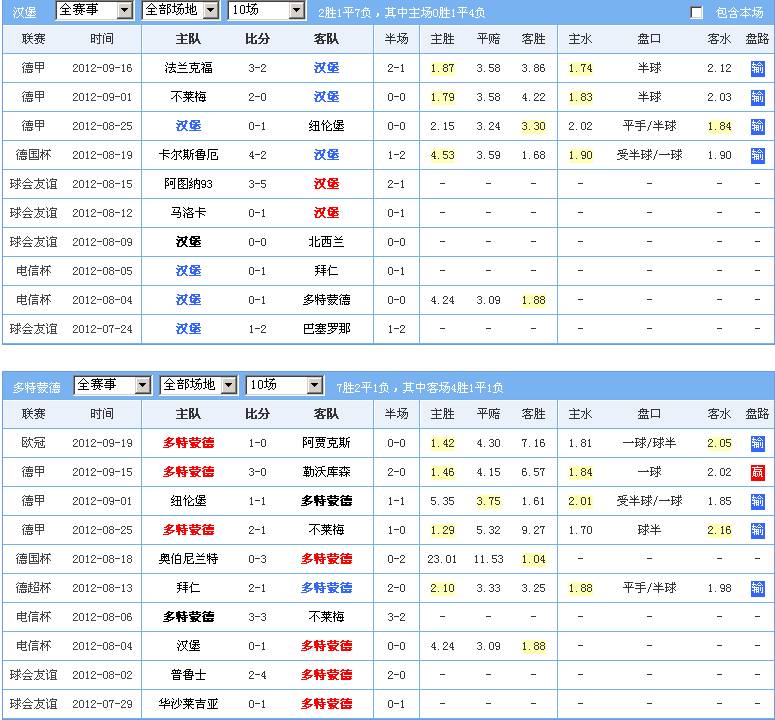 汉堡 全赛事 全部场地 10场 2胜1平7负，其中主场0胜1平4负 包含本场
联赛 时间 主队 比分 客队 半场 主胜 平赔 客胜 主水 盘口 客水 盘路
德甲 2012-09-16 法兰克福 3-2 汉堡 2-1 1.87 3.58 3.86 1.74 半球 2.12 输
德甲 2012-09-01 不莱梅 2-0 汉堡 0-0 1.79 3.58 4.22 1.83 半球 2.03 输
德甲 2012-08-25 汉堡 0-1 纽伦堡 0-0 2.15 3.24 3.30 2.02 平手/半球 1.84 输
德国杯 2012-08-19 卡尔斯鲁厄 4-2 汉堡 1-2 4.53 3.59 1.68 1.90 受半球/一球 1.90 输
球会友谊 2012-08-15 阿图纳93 3-5 汉堡 2-1 - - - - - -
球会友谊 2012-08-12 马洛卡 0-1 汉堡 0-1 - - - - - -
球会友谊 2012-08-09 汉堡 0-0 北西兰 0-0 - - - - - -
电信杯 2012-08-05 汉堡 0-1 拜仁 0-1 - - - - - -
电信杯 2012-08-04 汉堡 0-1 多特蒙德 0-0 4.24 3.09 1.88 - - -
球会友谊 2012-07-24 汉堡 1-2 巴塞罗那 1-2 - - - - - -
多特蒙德 全赛事 全部场地 10场 7胜2平1负，其中客场4胜1平1负
联赛 时间 主队 比分 客队 半场 主胜 平赔 客胜 主水 盘口 客水 盘路
欧冠 2012-09-19 多特蒙德 1-0 阿贾克斯 0-0 1.42 4.30 7.16 1.81 一球/球半 2.05 输
德甲 2012-09-15 多特蒙德 3-0 勒沃库森 2-0 1.46 4.15 6.57 1.84 一球 2.02 赢
德甲 2012-09-01 纽伦堡 1-1 多特蒙德 1-1 5.35 3.75 1.61 2.01 受半球/一球 1.85 输
德甲 2012-08-25 多特蒙德 2-1 不莱梅 1-0 1.29 5.32 9.27 1.70 球半 2.16 输
德国杯 2012-08-18 奥伯尼兰特 0-3 多特蒙德 0-2 23.01 11.53 1.04 - - -
德超杯 2012-08-13 拜仁 2-1 多特蒙德 2-0 2.10 3.33 3.25 1.88 平手/半球 1.98 输
电信杯 2012-08-06 多特蒙德 3-3 不莱梅 3-2 - - - - - -
电信杯 2012-08-04 汉堡 0-1 多特蒙德 0-0 4.24 3.09 1.88 - - -
球会友谊 2012-08-02 普鲁士 2-4 多特蒙德 2-0 - - - - - -
球会友谊 2012-07-29 华沙莱吉亚 0-1 多特蒙德 0-1 - - - - - -